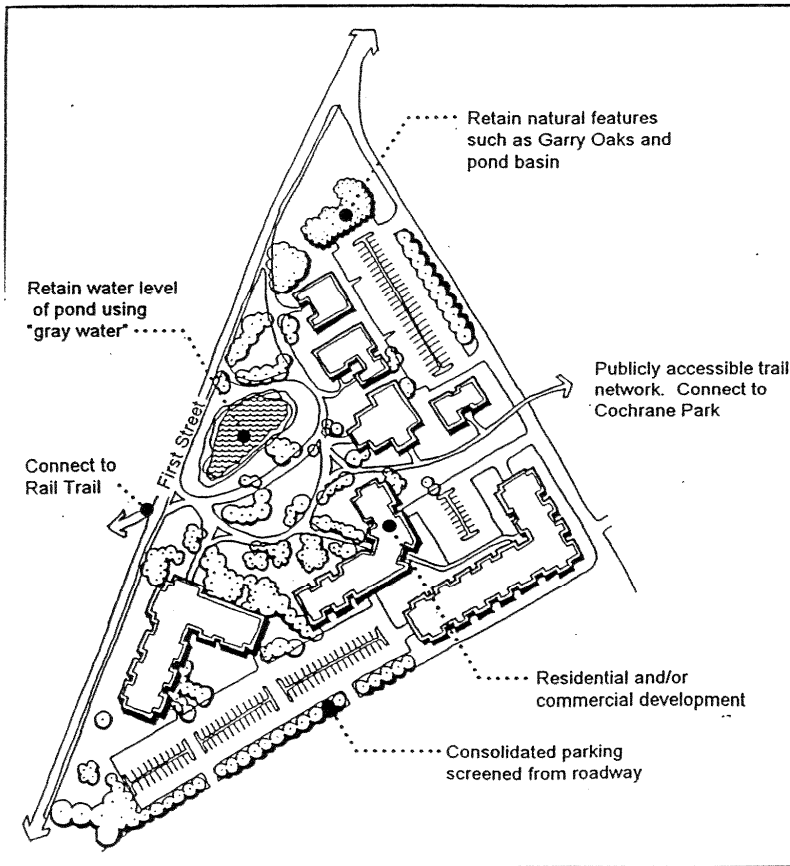 Retain natural features
such as Garry Oaks and
pond basin
Retain water level
of pond using
"gray water"
Publicly accessible trail
network. Connect to
Cochrane Park
First Street
Connect to
Rail Trail
Residential and/or
commercial development
Consolidated parking
screened from roadway